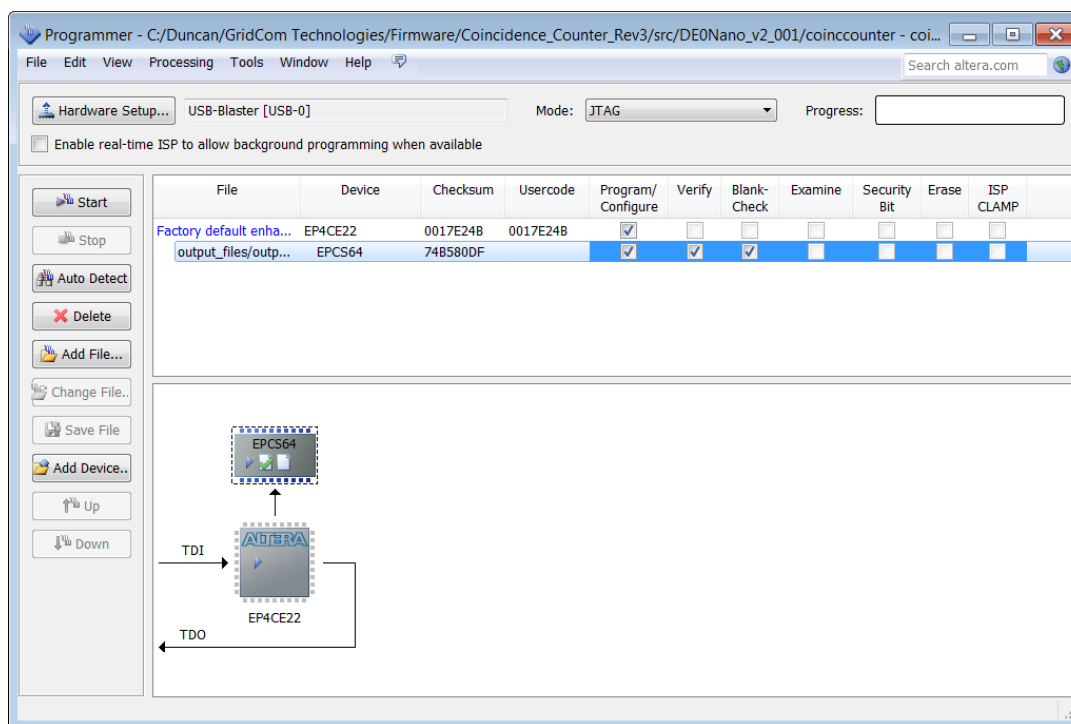 Programmer - C:/Duncan/GridCom Technologies/Firmware/Coincidence_Counter_Rev3/src/DE0Nano_v2_001/coinccounter - coi...
File Edit View Processing Tools Window Help
Search altera.com
Hardware Setup... USB-Blaster [USB-0] Mode: JTAG Progress:
Enable real-time ISP to allow background programming when available
Start
Stop
Auto Detect
Delete
Add File...
Change File..
Save File
Add Device..
Up
Down
File Device Checksum Usercode Program/ Verify Blank- Examine Security Erase ISP
Configure Check Bit CLAMP
Factory default enha... EP4CE22 0017E24B 0017E24B
output_files/outp... EPCS64 74B580DF
EPCS64
TDI
ALTERA
EP4CE22
TDO